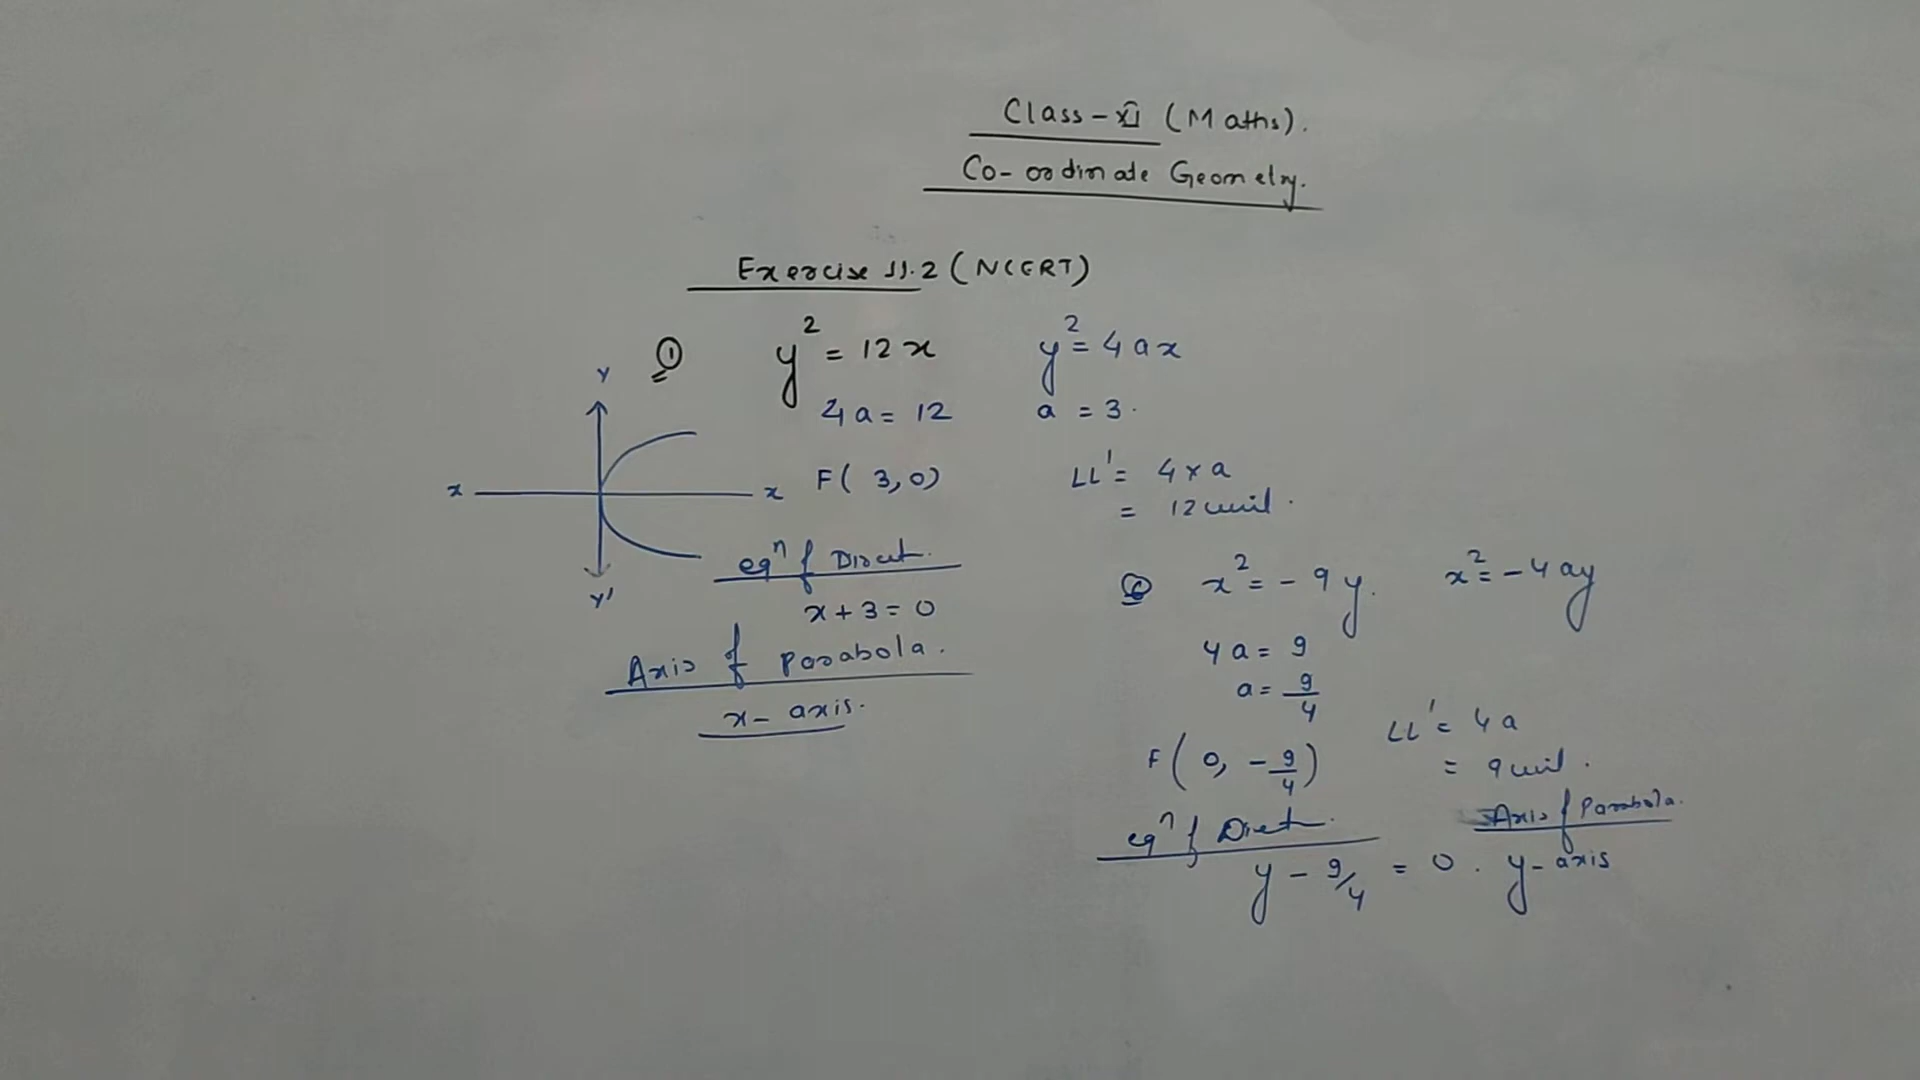 Class-XI (Maths).
Co-ordinate Geometry.
Exercise 11.2 (NCERT)
① y² = 12x y² = 4ax
4a = 12 a = 3.
F( 3,0) LL' = 4 × a
= 12 unit.
Y
x x
Y'
eqⁿ of Direct.
x + 3 = 0
Axis of Parabola.
x- axis.
⑥ x² = - 9y. x² = - 4ay
4a = 9
a = 9/4
F( 0, - 9/4) LL' = 4a
= 9 unit.
eqⁿ of Direct. Axis of Parabola.
y - 9/4 = 0. y-axis